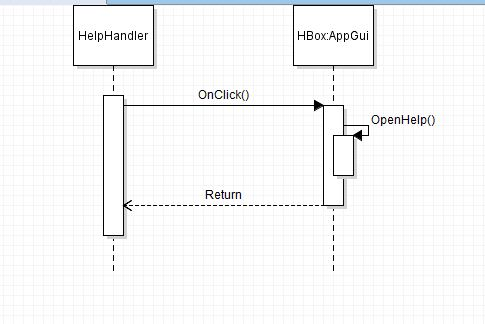 HelpHandler
HBox:AppGui
OnClick()
OpenHelp()
Return